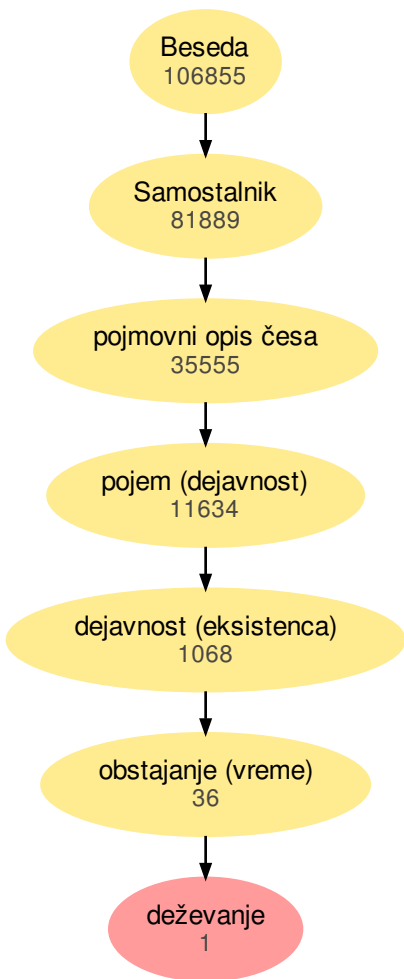 Beseda
106855
Samostalnik
81889
pojmovni opis česa
35555
pojem (dejavnost)
11634
dejavnost (eksistenca)
1068
obstajanje (vreme)
36
deževanje
1